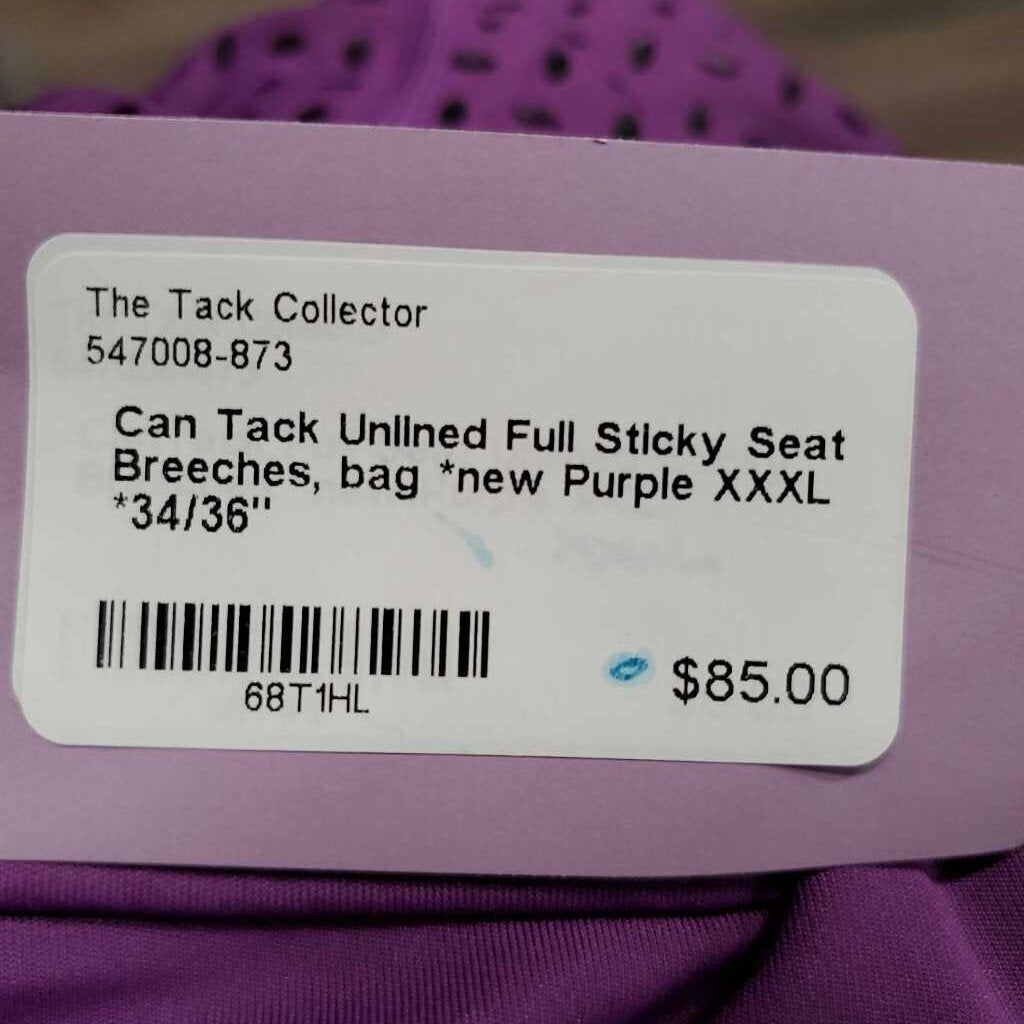 The Tack Collector
547008-873
Can Tack Unlined Full Sticky Seat
Breeches, bag *new Purple XXXL
*34/36"
68T1HL
$85.00